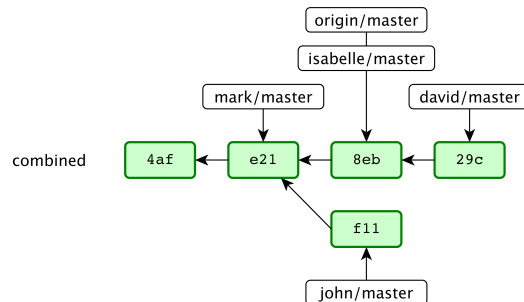 origin/master
isabelle/master
mark/master
david/master
combined
4af
e21
8eb
29c
f11
john/master